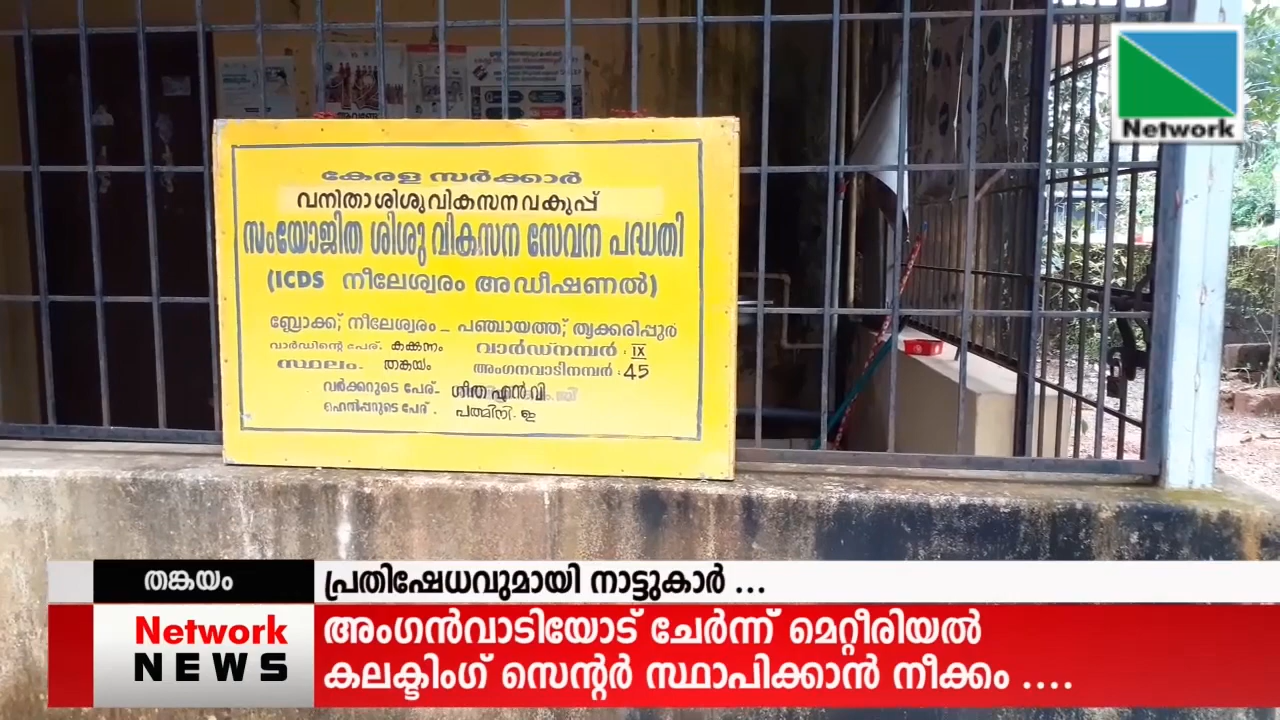 Network
കേരള സർക്കാർ
വനിതാശിശുവികസനവകുപ്പ്
സംയോജിത ശിശു വികസന സേവന പദ്ധതി
(ICDS നീലേശ്വരം അഡീഷണൽ)
ബ്ലോക്ക്; നീലേശ്വരം – പഞ്ചായത്ത്; തൃക്കരിപ്പുർ
വാർഡിന്റെ പേര്. കക്കുന്നം വാർഡ്നമ്പർ : IX
സ്ഥലം. തങ്കയം അംഗനവാടിനമ്പർ : 45
വർക്കറുടെ പേര്- ഗീത എൻ.വി
ഹെൽപ്പറുടെ പേര്. പത്മിനി. ഇ
തങ്കയം
പ്രതിഷേധവുമായി നാട്ടുകാർ ...
Network
NEWS
അംഗൻവാടിയോട് ചേർന്ന് മെറ്റീരിയൽ
കലക്ടിംഗ് സെന്റർ സ്ഥാപിക്കാൻ നീക്കം ....